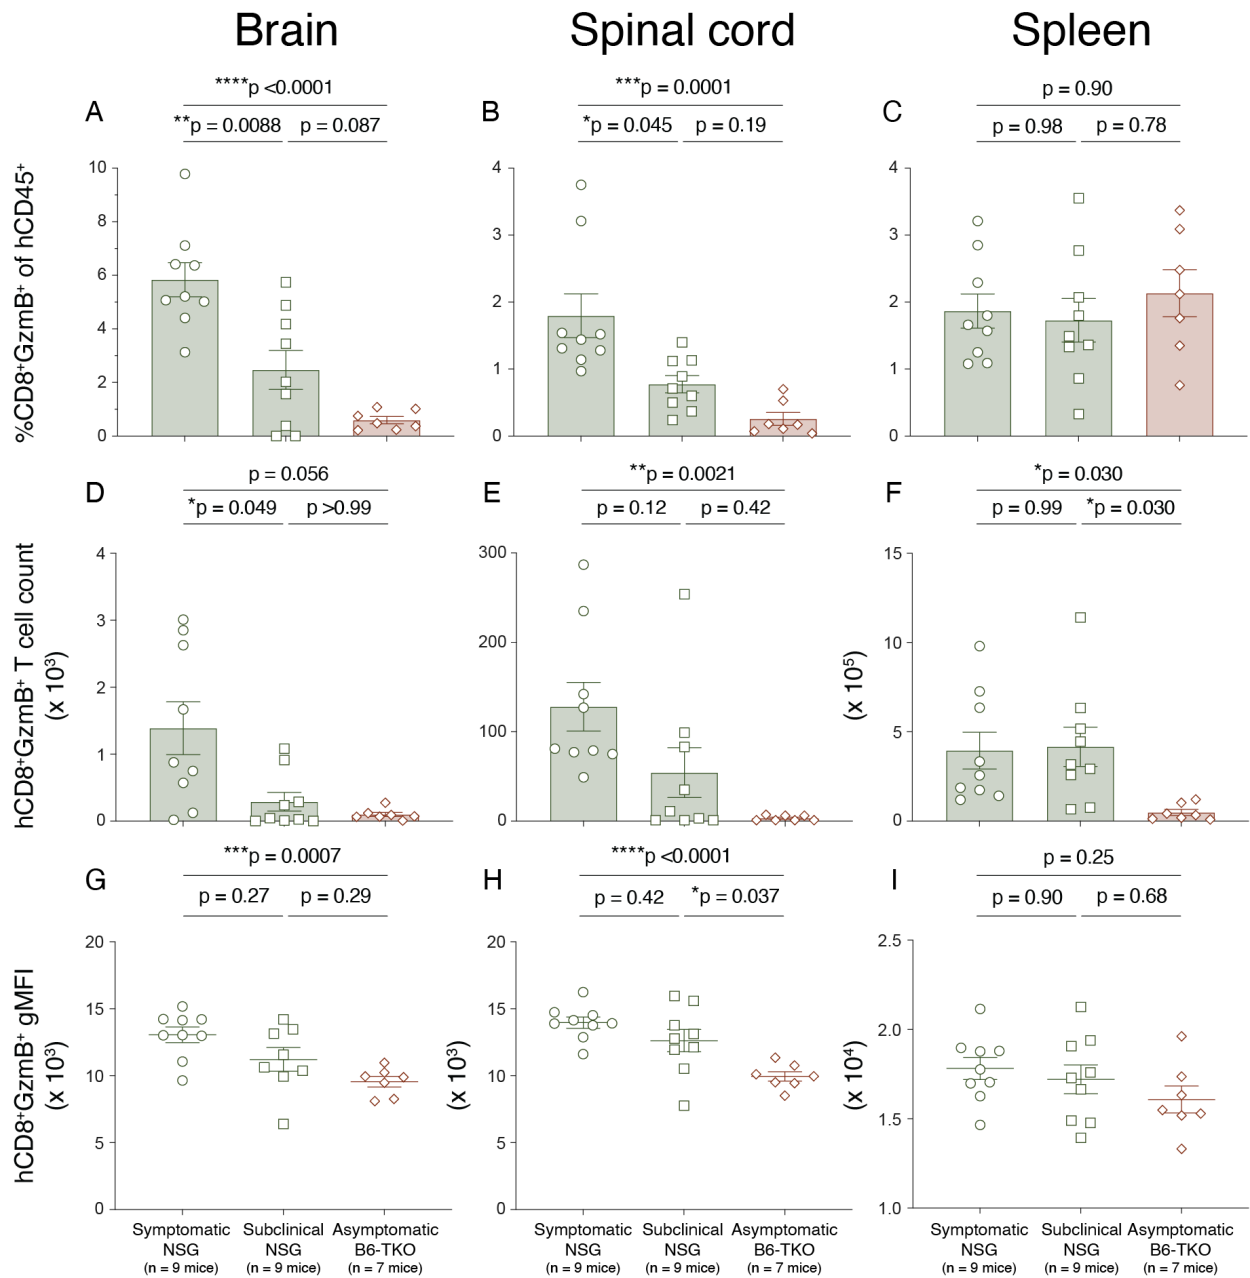 Brain
Spinal cord
Spleen
A
****p <0.0001
**p = 0.0088
p = 0.087
B
***p = 0.0001
*p = 0.045
p = 0.19
C
p = 0.90
p = 0.98
p = 0.78
%CD8⁺GzmB⁺ of hCD45⁺
10
8
6
4
2
0
4
3
2
1
0
4
3
2
1
0
D
p = 0.056
*p = 0.049
p >0.99
E
**p = 0.0021
p = 0.12
p = 0.42
F
*p = 0.030
p = 0.99
*p = 0.030
hCD8⁺GzmB⁺ T cell count
(x 10³)
4
3
2
1
0
300
200
100
0
(x 10⁵)
15
10
5
0
G
***p = 0.0007
p = 0.27
p = 0.29
H
****p <0.0001
p = 0.42
*p = 0.037
I
p = 0.25
p = 0.90
p = 0.68
hCD8⁺GzmB⁺ gMFI
(x 10³)
20
15
10
5
0
(x 10³)
20
15
10
5
0
(x 10⁴)
2.5
2.0
1.5
1.0
Symptomatic
NSG
(n = 9 mice)
Subclinical
NSG
(n = 9 mice)
Asymptomatic
B6-TKO
(n = 7 mice)
Symptomatic
NSG
(n = 9 mice)
Subclinical
NSG
(n = 9 mice)
Asymptomatic
B6-TKO
(n = 7 mice)
Symptomatic
NSG
(n = 9 mice)
Subclinical
NSG
(n = 9 mice)
Asymptomatic
B6-TKO
(n = 7 mice)